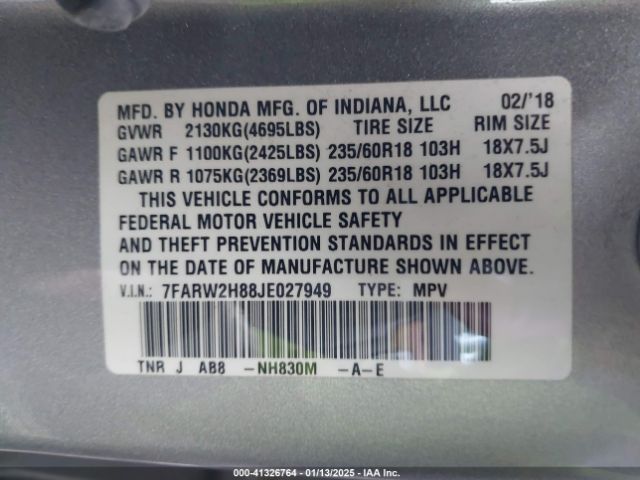 MFD. BY HONDA MFG. OF INDIANA, LLC 02/'18
GVWR 2130KG(4695LBS) TIRE SIZE RIM SIZE
GAWR F 1100KG(2425LBS) 235/60R18 103H 18X7.5J
GAWR R 1075KG(2369LBS) 235/60R18 103H 18X7.5J
THIS VEHICLE CONFORMS TO ALL APPLICABLE
FEDERAL MOTOR VEHICLE SAFETY
AND THEFT PREVENTION STANDARDS IN EFFECT
ON THE DATE OF MANUFACTURE SHOWN ABOVE.
V.I.N.: 7FARW2H88JE027949 TYPE: MPV
TNR J AB8 -NH830M -A-E
0-41326764 - 01/13/2025 - IAA Inc.